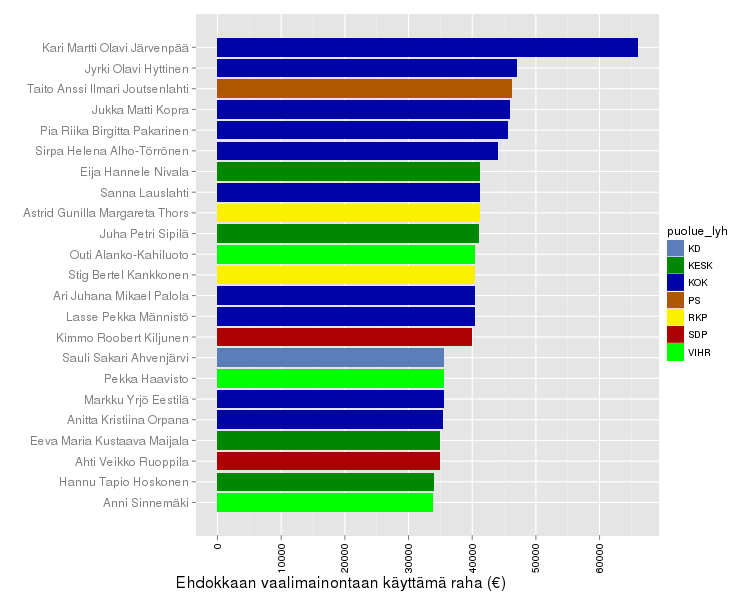 Kari Martti Olavi Järvenpää
Jyrki Olavi Hyttinen
Taito Anssi Ilmari Joutsenlahti
Jukka Matti Kopra
Pia Riika Birgitta Pakarinen
Sirpa Helena Alho-Törrönen
Eija Hannele Nivala
Sanna Lauslahti
Astrid Gunilla Margareta Thors
Juha Petri Sipilä
Outi Alanko-Kahiluoto
Stig Bertel Kankkonen
Ari Juhana Mikael Palola
Lasse Pekka Männistö
Kimmo Roobert Kiljunen
Sauli Sakari Ahvenjärvi
Pekka Haavisto
Markku Yrjö Eestilä
Anitta Kristiina Orpana
Eeva Maria Kustaava Maijala
Ahti Veikko Ruoppila
Hannu Tapio Hoskonen
Anni Sinnemäki
0
10000
20000
30000
40000
50000
60000
Ehdokkaan vaalimainontaan käyttämä raha (€)
puolue_lyh
KD
KESK
KOK
PS
RKP
SDP
VIHR